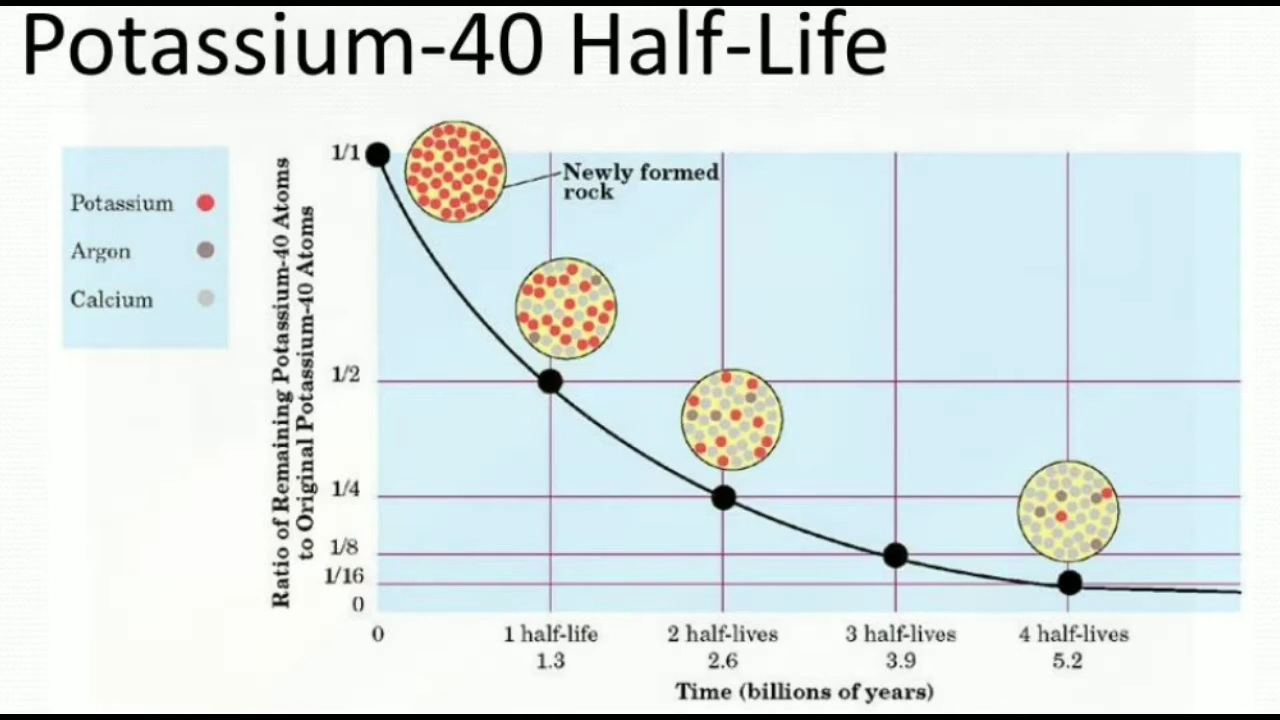 Potassium-40 Half-Life
Potassium
Argon
Calcium
Ratio of Remaining Potassium-40 Atoms
to Original Potassium-40 Atoms
1/1
1/2
1/4
1/8
1/16
0
Newly formed
rock
0
1 half-life
2 half-lives
3 half-lives
4 half-lives
1.3
2.6
3.9
5.2
Time (billions of years)